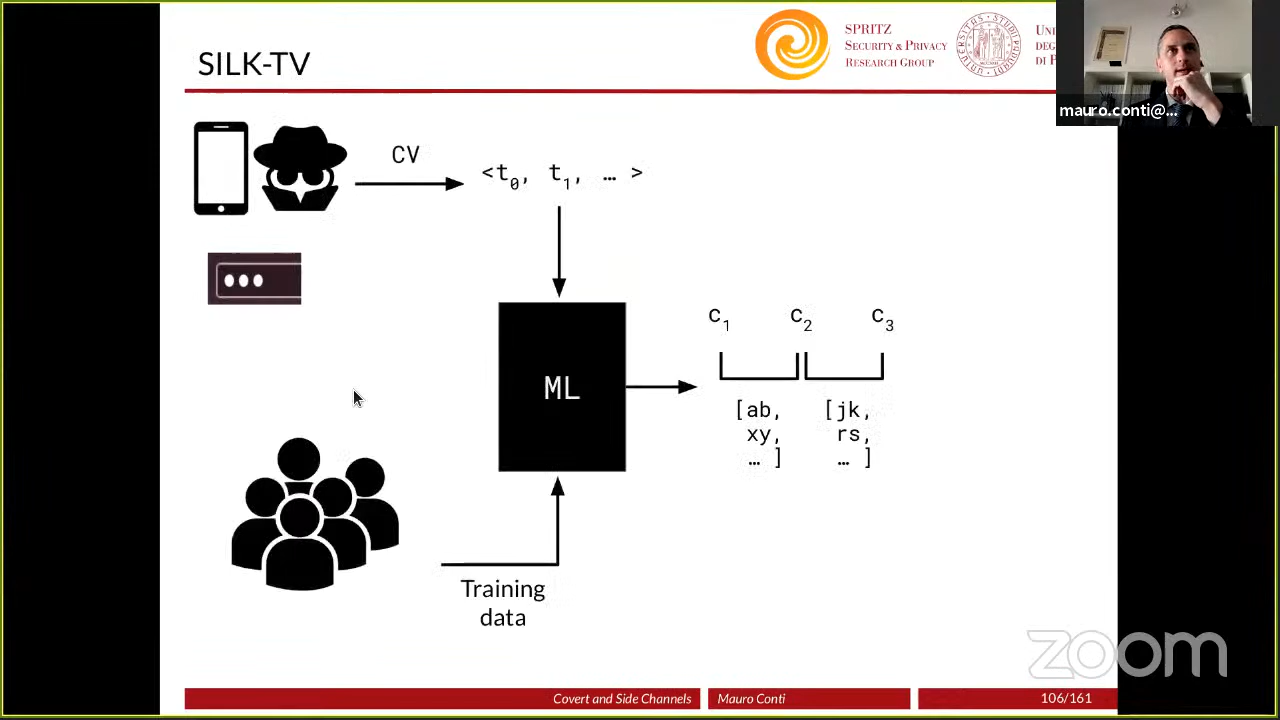 SILK-TV
SPRITZ
SECURITY & PRIVACY
RESEARCH GROUP
UNI
DEG
DI P
mauro.conti@...
CV
<t0, t1, … >
ML
c1 c2 c3
[ab, [jk,
xy, rs,
… ] … ]
Training
data
zoom
Covert and Side Channels Mauro Conti 106/161